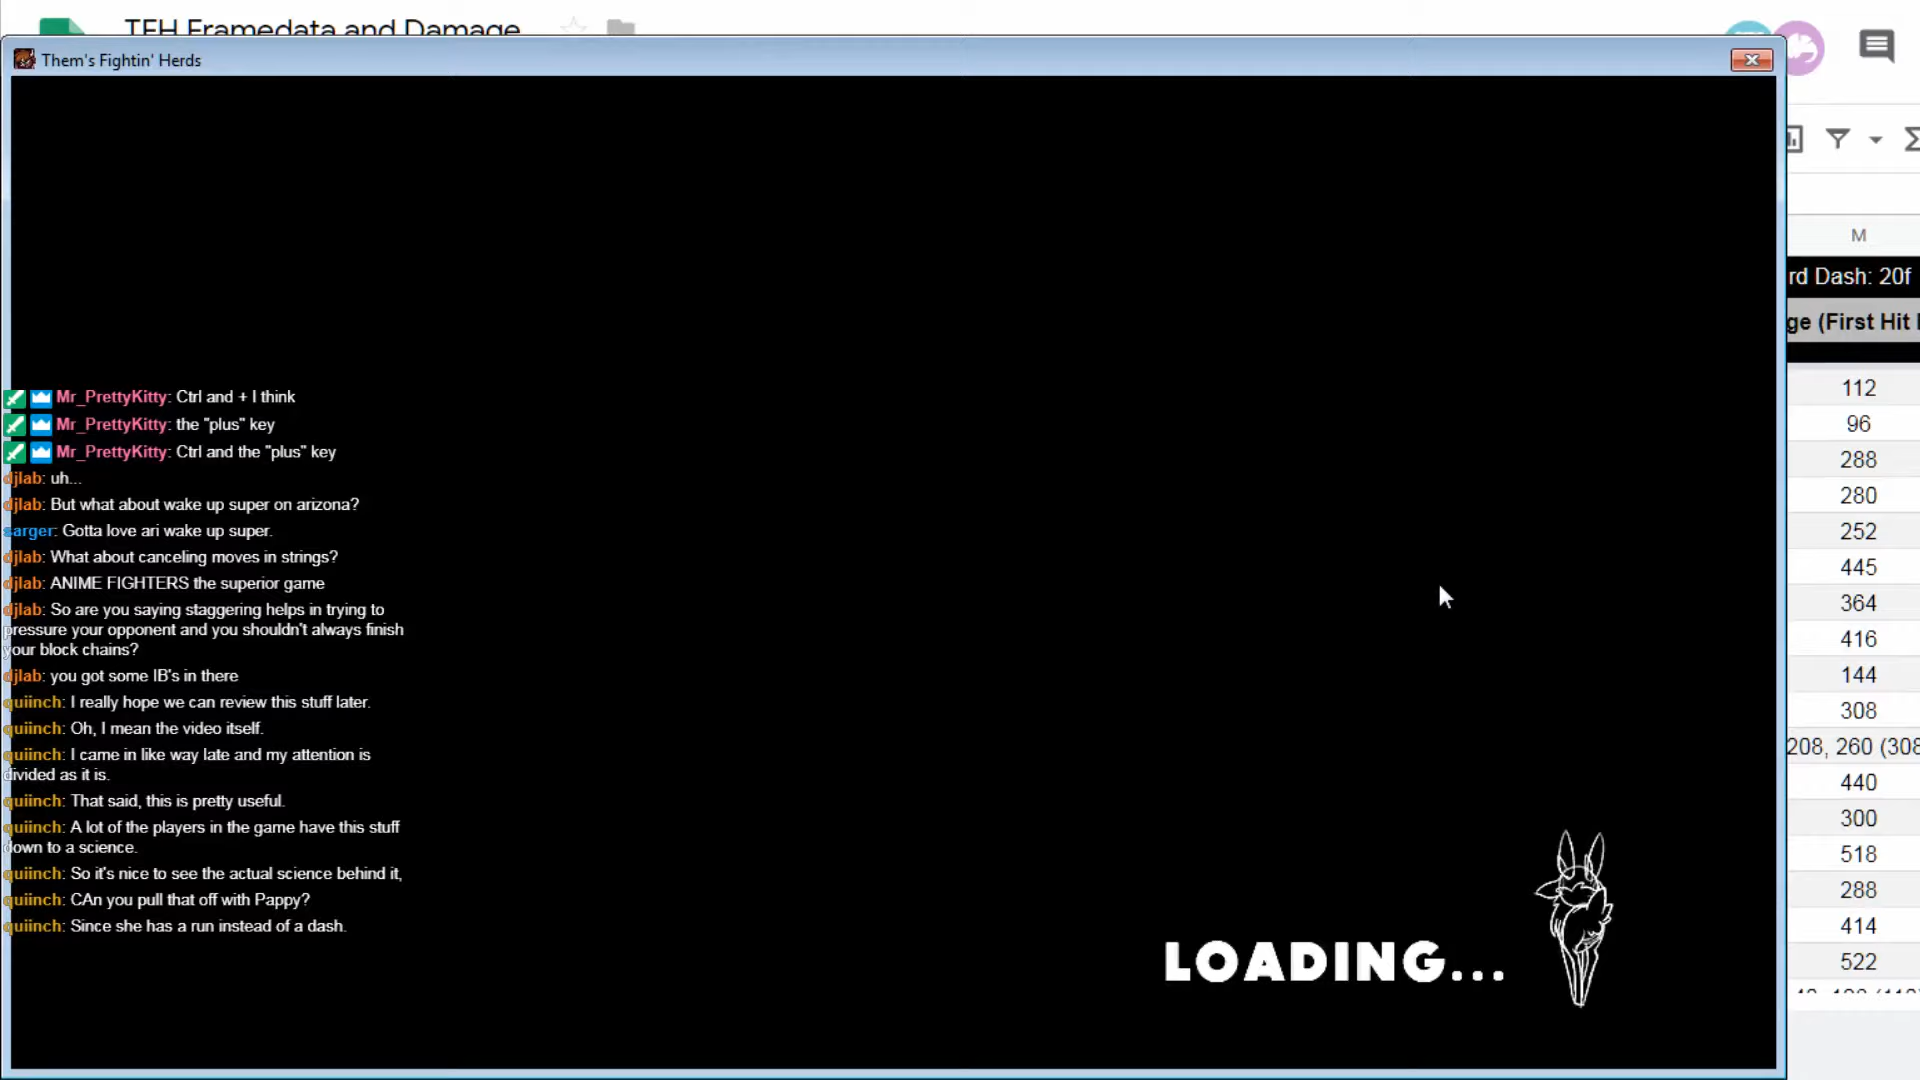 TFH Framedata and Damage
Them's Fightin' Herds
M
rd Dash: 20f
ge (First Hit
112
96
288
280
252
445
364
416
144
308
208, 260 (308
440
300
518
288
414
522
Mr_PrettyKitty: Ctrl and + I think
Mr_PrettyKitty: the "plus" key
Mr_PrettyKitty: Ctrl and the "plus" key
djlab: uh...
djlab: But what about wake up super on arizona?
sarger: Gotta love ari wake up super.
djlab: What about canceling moves in strings?
djlab: ANIME FIGHTERS the superior game
djlab: So are you saying staggering helps in trying to
pressure your opponent and you shouldn't always finish
your block chains?
djlab: you got some IB's in there
quiinch: I really hope we can review this stuff later.
quiinch: Oh, I mean the video itself.
quiinch: I came in like way late and my attention is
divided as it is.
quiinch: That said, this is pretty useful.
quiinch: A lot of the players in the game have this stuff
down to a science.
quiinch: So it's nice to see the actual science behind it,
quiinch: CAn you pull that off with Pappy?
quiinch: Since she has a run instead of a dash.
LOADING...